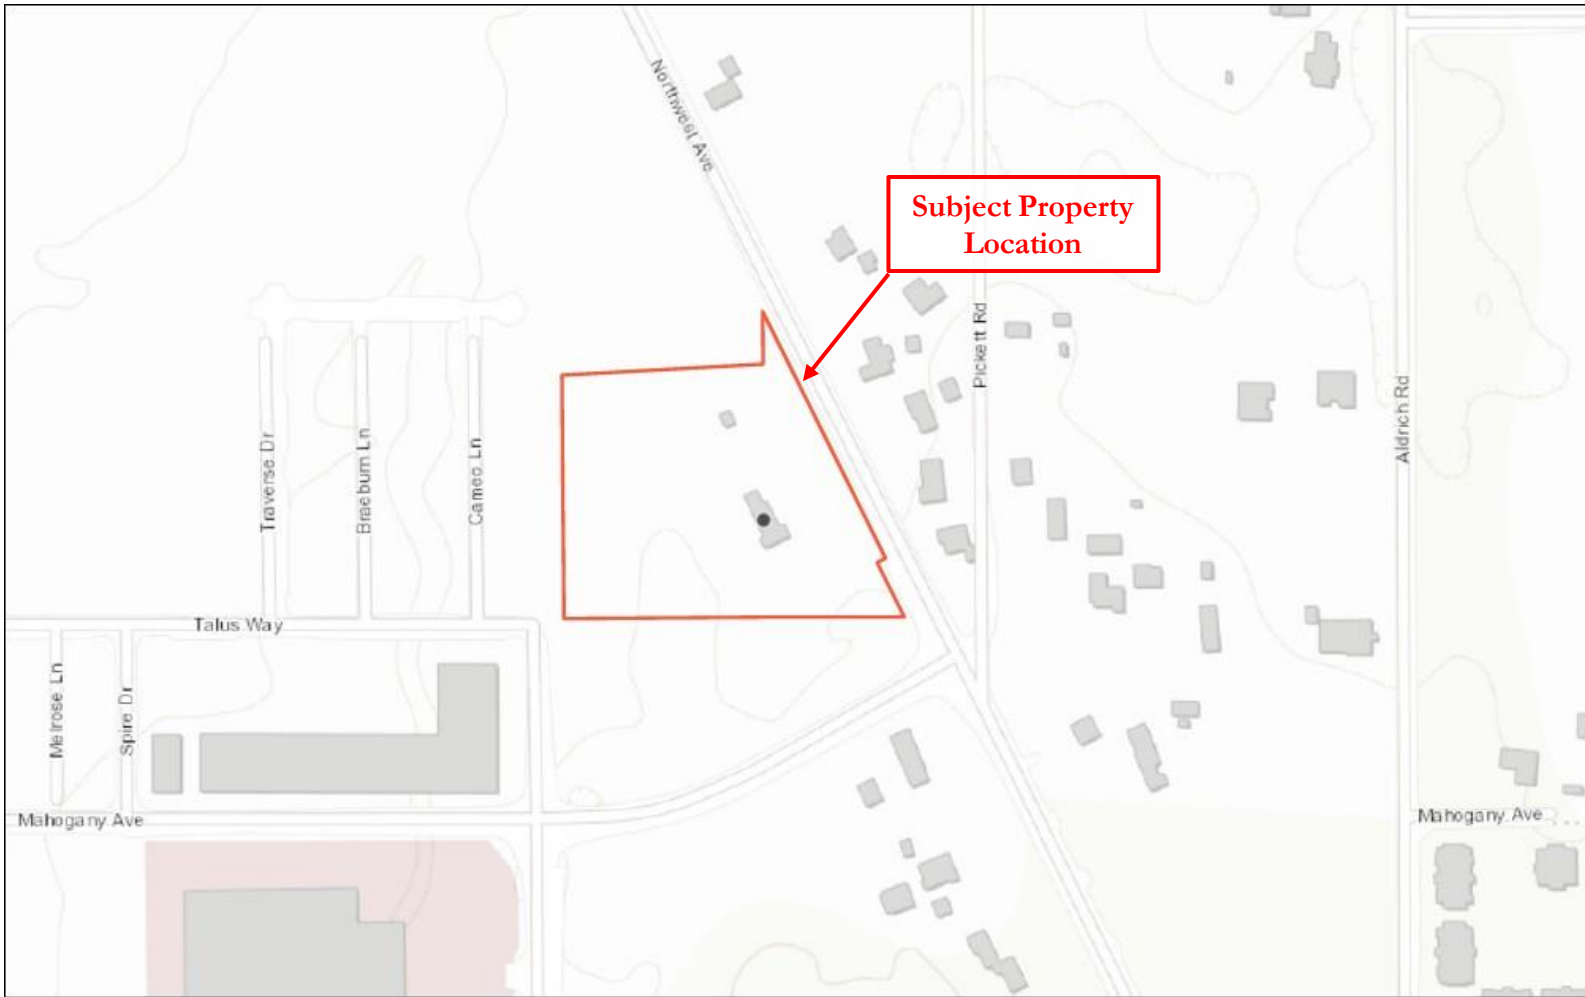 Northwest Ave
Subject Property
Location
Pickett Rd
Aldrich Rd
Traverse Dr
Braeburn Ln
Cameo Ln
Talus Way
Melrose Ln
Spire Dr
Mahogany Ave
Mahogany Ave